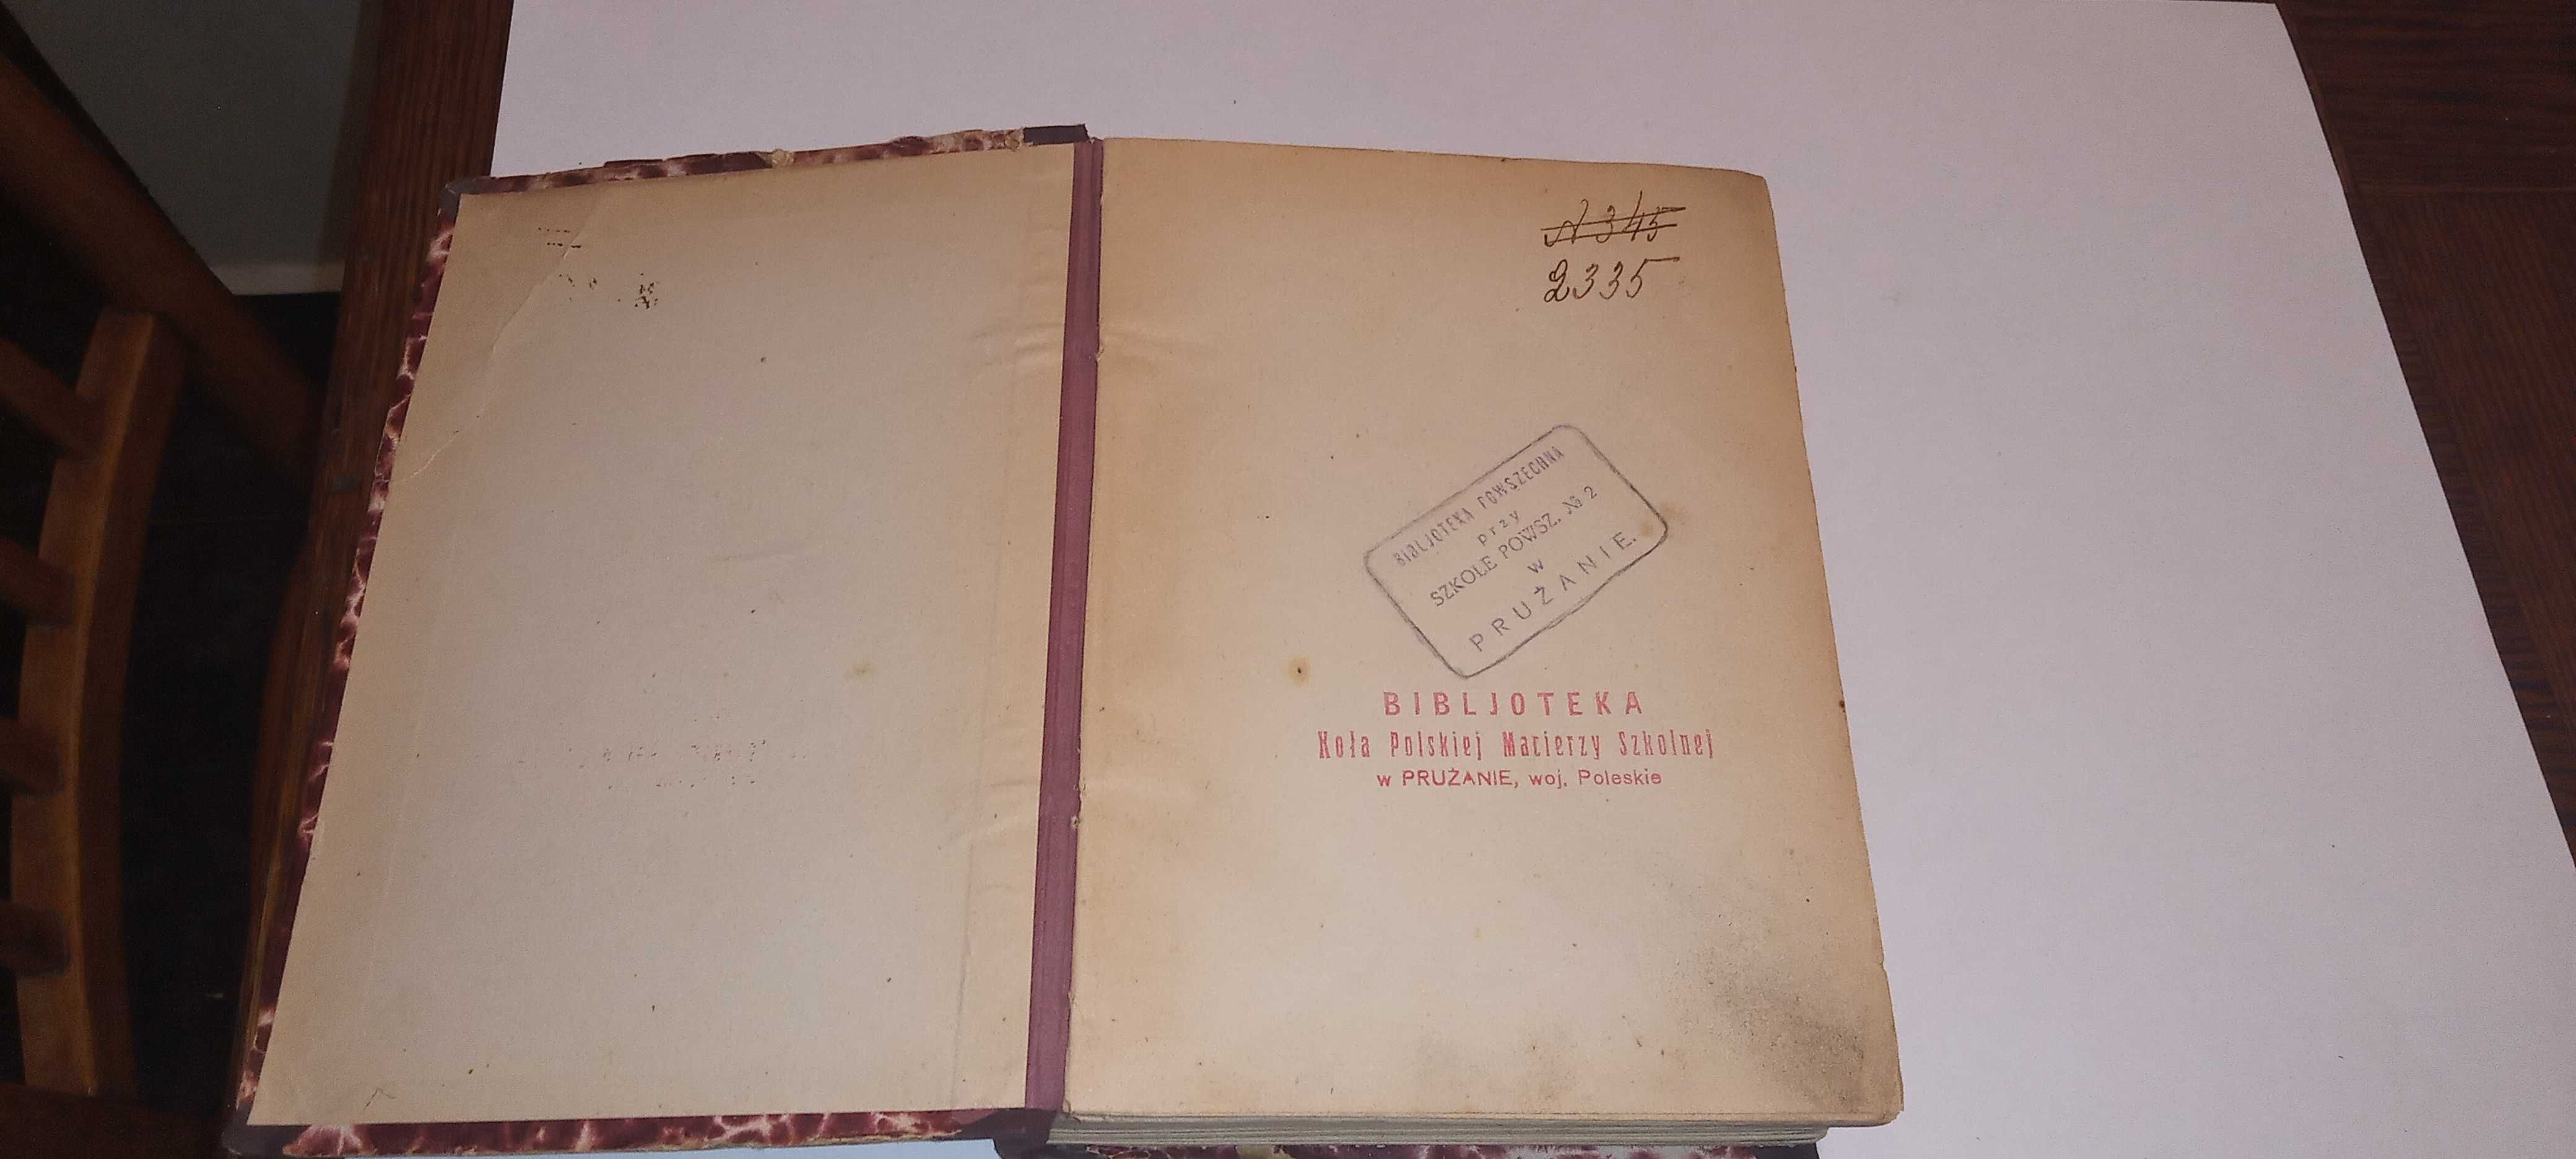 N 345
2335
BIBLJOTEKA POWSZECHNA
przy
SZKOLE POWSZ. № 2
w
PRUŻANIE.
BIBLJOTEKA
Koła Polskiej Macierzy Szkolnej
w PRUŻANIE, woj. Poleskie